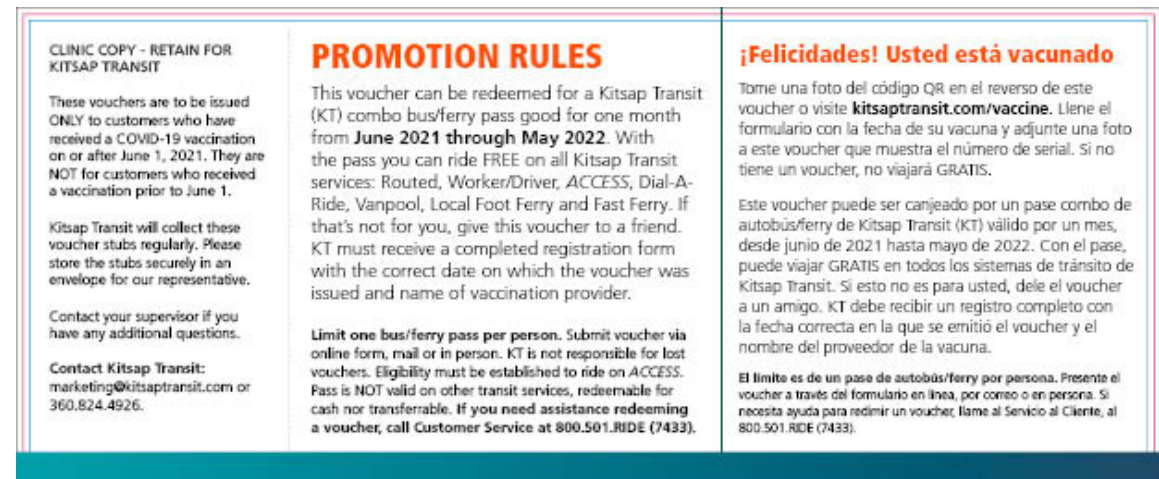 CLINIC COPY - RETAIN FOR
KITSAP TRANSIT
These vouchers are to be issued
ONLY to customers who have
received a COVID-19 vaccination
on or after June 1, 2021. They are
NOT for customers who received
a vaccination prior to June 1.
Kitsap Transit will collect these
voucher stubs regularly. Please
store the stubs securely in an
envelope for our representative.
Contact your supervisor if you
have any additional questions.
Contact Kitsap Transit:
marketing@kitsaptransit.com or
360.824.4926.
PROMOTION RULES
This voucher can be redeemed for a Kitsap Transit
(KT) combo bus/ferry pass good for one month
from June 2021 through May 2022. With
the pass you can ride FREE on all Kitsap Transit
services: Routed, Worker/Driver, ACCESS, Dial-A-
Ride, Vanpool, Local Foot Ferry and Fast Ferry. If
that's not for you, give this voucher to a friend.
KT must receive a completed registration form
with the correct date on which the voucher was
issued and name of vaccination provider.
Limit one bus/ferry pass per person. Submit voucher via
online form, mail or in person. KT is not responsible for lost
vouchers. Eligibility must be established to ride on ACCESS.
Pass is NOT valid on other transit services, redeemable for
cash nor transferrable. If you need assistance redeeming
a voucher, call Customer Service at 800.501.RIDE (7433).
¡Felicidades! Usted está vacunado
Tome una foto del código QR en el reverso de este
voucher o visite kitsaptransit.com/vaccine. Llene el
formulario con la fecha de su vacuna y adjunte una foto
a este voucher que muestra el número de serial. Si no
tiene un voucher, no viajará GRATIS.
Este voucher puede ser canjeado por un pase combo de
autobús/ferry de Kitsap Transit (KT) válido por un mes,
desde junio de 2021 hasta mayo de 2022. Con el pase,
puede viajar GRATIS en todos los sistemas de tránsito de
Kitsap Transit. Si esto no es para usted, dele el voucher
a un amigo. KT debe recibir un registro completo con
la fecha correcta en la que se emitió el voucher y el
nombre del proveedor de la vacuna.
El límite es de un pase de autobús/ferry por persona. Presente el
voucher a través del formulario en línea, por correo o en persona. Si
necesita ayuda para redimir un voucher, llame al Servicio al Cliente, al
800.501.RIDE (7433).